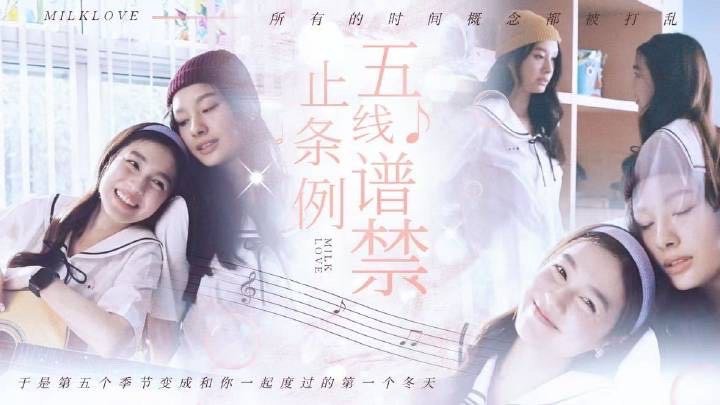 MILKLOVE
所有的时间概念都被打乱
五线谱禁
止条例
MILK
LOVE
于是第五个季节变成和你一起度过的第一个冬天